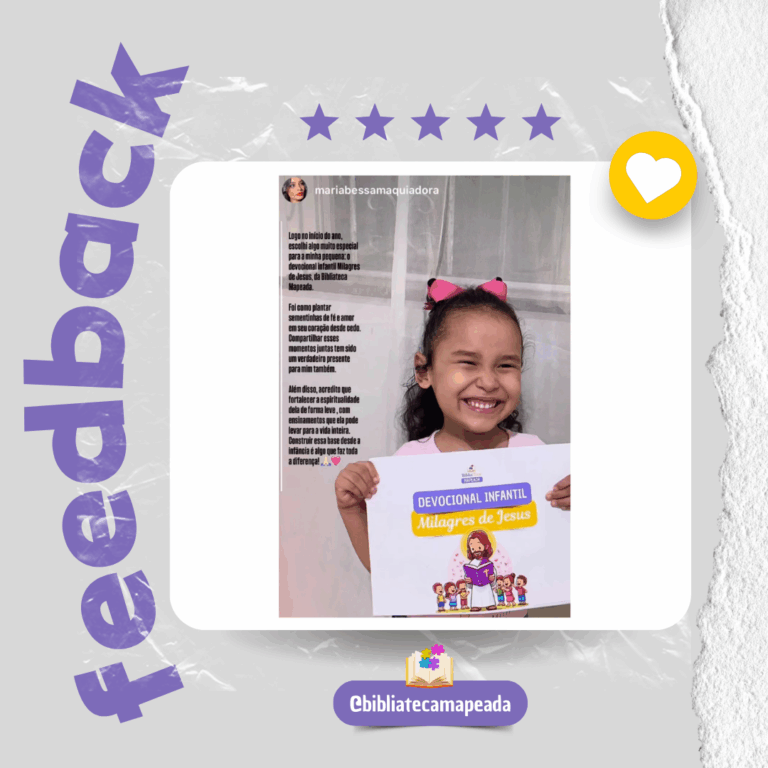 feedback
mariabessamaquiadora
Logo no início do ano,
escolhi algo muito especial
para a minha pequena: o
devocional infantil Milagres
de Jesus, da Bibliateca
Mapeada.
Foi como plantar
sementinhas de fé e amor
em seu coração desde cedo.
Compartilhar esses
momentos juntas tem sido
um verdadeiro presente
para mim também.
Além disso, acredito que
fortalecer a espiritualidade
dela de forma leve , com
ensinamentos que ela pode
levar para a vida inteira.
Construir essa base desde a
infância é algo que faz toda
a diferença! 🙏🏻💖
DEVOCIONAL INFANTIL
Milagres de Jesus
@bibliatecamapeada